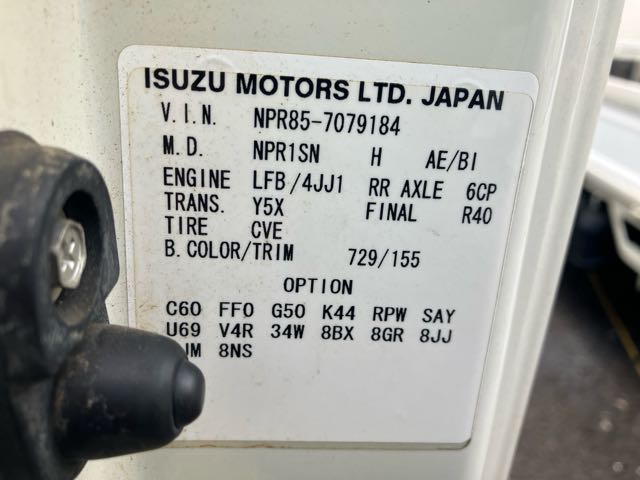 ISUZU MOTORS LTD. JAPAN
V.I.N. NPR85-7079184
M.D. NPR1SN H AE/BI
ENGINE LFB/4JJ1 RR AXLE 6CP
TRANS. Y5X FINAL R40
TIRE CVE
B.COLOR/TRIM 729/155
OPTION
C60 FF0 G50 K44 RPW SAY
U69 V4R 34W 8BX 8GR 8JJ
8NS